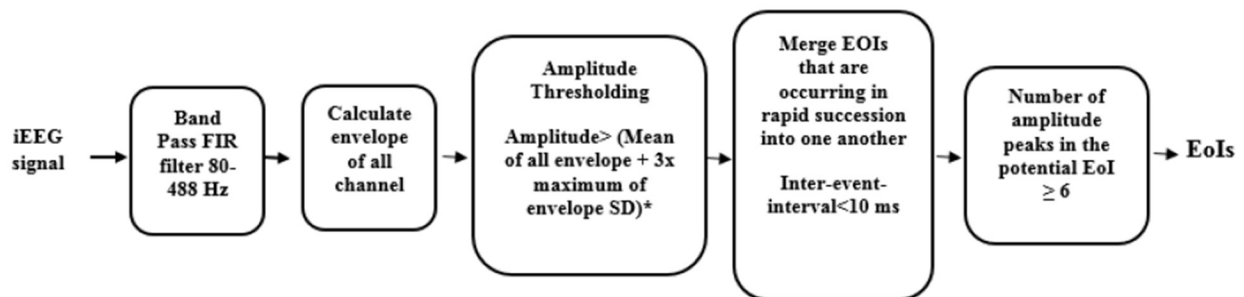 iEEG
signal
Band
Pass FIR
filter 80-
488 Hz
Calculate
envelope
of all
channel
Amplitude
Thresholding
Amplitude> (Mean
of all envelope + 3x
maximum of
envelope SD)*
Merge EOIs
that are
occurring in
rapid succession
into one another
Inter-event-
interval<10 ms
Number of
amplitude
peaks in the
potential EoI
≥ 6
EoIs